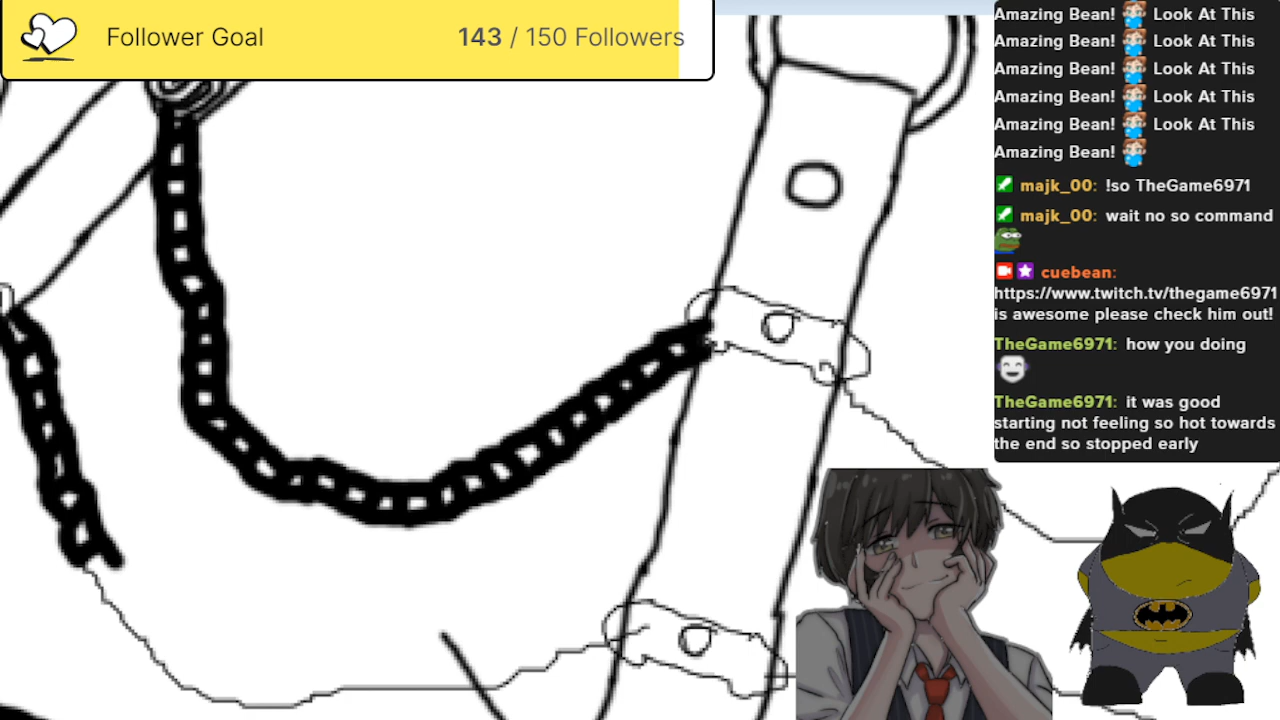 Follower Goal
143 / 150 Followers
Amazing Bean! Look At This
Amazing Bean! Look At This
Amazing Bean! Look At This
Amazing Bean! Look At This
Amazing Bean! Look At This
Amazing Bean!
majk_00: !so TheGame6971
majk_00: wait no so command
cuebean:
https://www.twitch.tv/thegame6971
is awesome please check him out!
TheGame6971: how you doing
TheGame6971: it was good
starting not feeling so hot towards
the end so stopped early